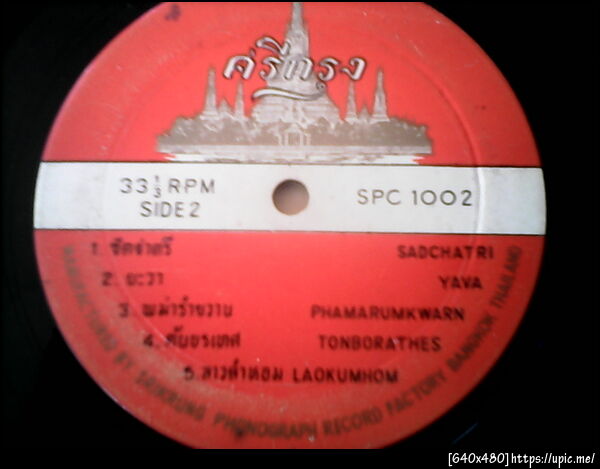 ศรีกรุง
33 1/3 RPM
SIDE 2
SPC 1002
1. ซัดชาตรี SADCHATRI
2. ยะวา YAVA
3. พม่ารำขวาน PHAMARUMKWARN
4. ต้นบรเทศ TONBORATHES
5. ลาวคำหอม LAOKUMHOM
MANUFACTURED BY SRIKRUNG PHONOGRAPH RECORD FACTORY BANGKOK THAILAND
[640x480]https://upic.me/